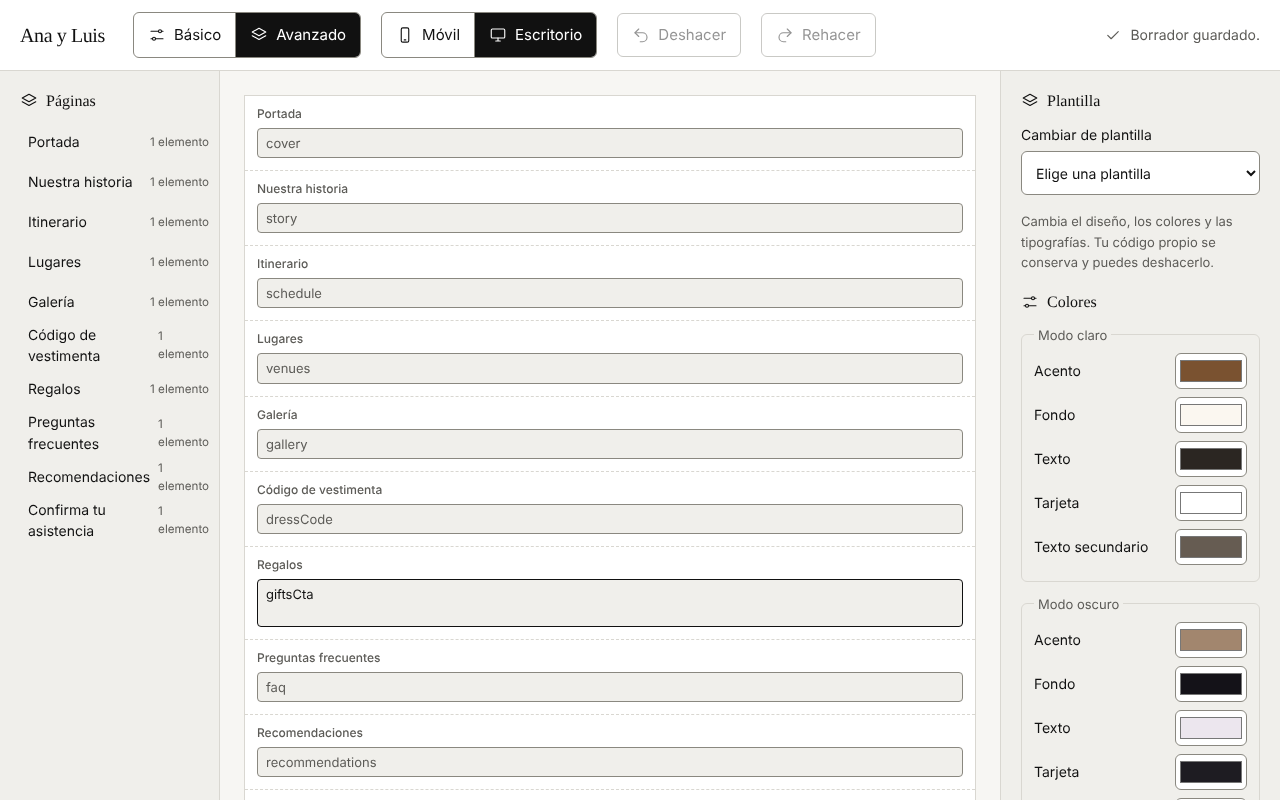 Ana y Luis
Básico
Avanzado
Móvil
Escritorio
Deshacer
Rehacer
Borrador guardado.
Páginas
Portada 1 elemento
Nuestra historia 1 elemento
Itinerario 1 elemento
Lugares 1 elemento
Galería 1 elemento
Código de vestimenta 1 elemento
Regalos 1 elemento
Preguntas frecuentes 1 elemento
Recomendaciones 1 elemento
Confirma tu asistencia 1 elemento
Portada
cover
Nuestra historia
story
Itinerario
schedule
Lugares
venues
Galería
gallery
Código de vestimenta
dressCode
Regalos
giftsCta
Preguntas frecuentes
faq
Recomendaciones
recommendations
Plantilla
Cambiar de plantilla
Elige una plantilla
Cambia el diseño, los colores y las
tipografías. Tu código propio se
conserva y puedes deshacerlo.
Colores
Modo claro
Acento
Fondo
Texto
Tarjeta
Texto secundario
Modo oscuro
Acento
Fondo
Texto
Tarjeta